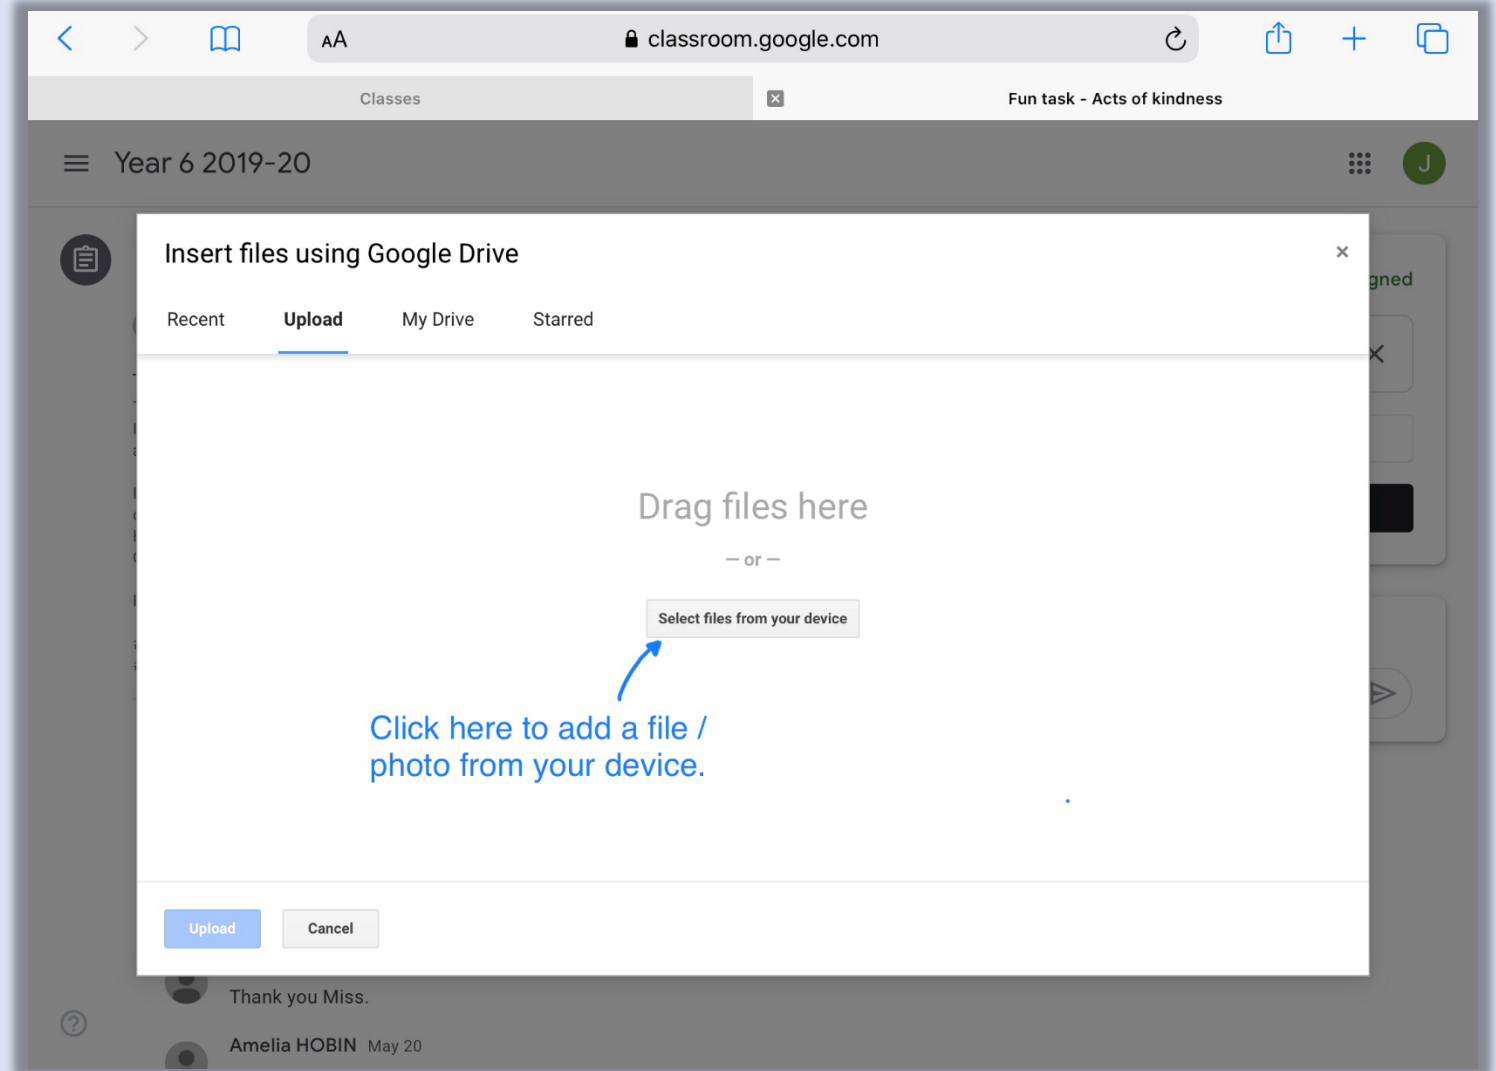 AA
classroom.google.com
Classes
Fun task - Acts of kindness
Year 6 2019-20
J
Insert files using Google Drive
gned
Recent Upload My Drive Starred
Drag files here
— or —
Select files from your device
Click here to add a file /
photo from your device.
Upload Cancel
Thank you Miss.
Amelia HOBIN May 20